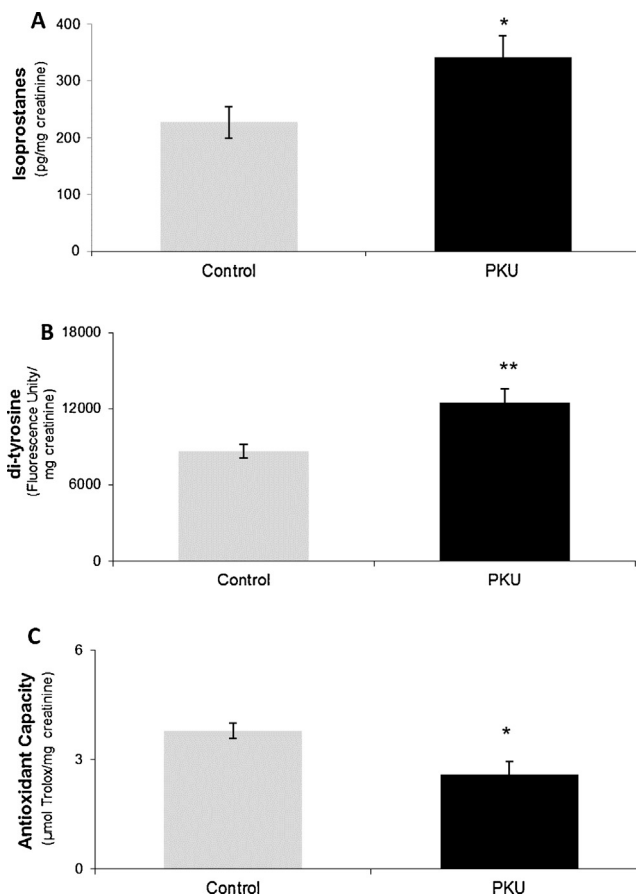 A
Isoprostanes
(pg/mg creatinine)
400
300
200
100
0
*
Control
PKU
B
di-tyrosine
(Fluorescence Unity/
mg creatinine)
18000
12000
6000
0
**
Control
PKU
C
Antioxidant Capacity
(µmol Trolox/mg creatinine)
6
3
0
*
Control
PKU